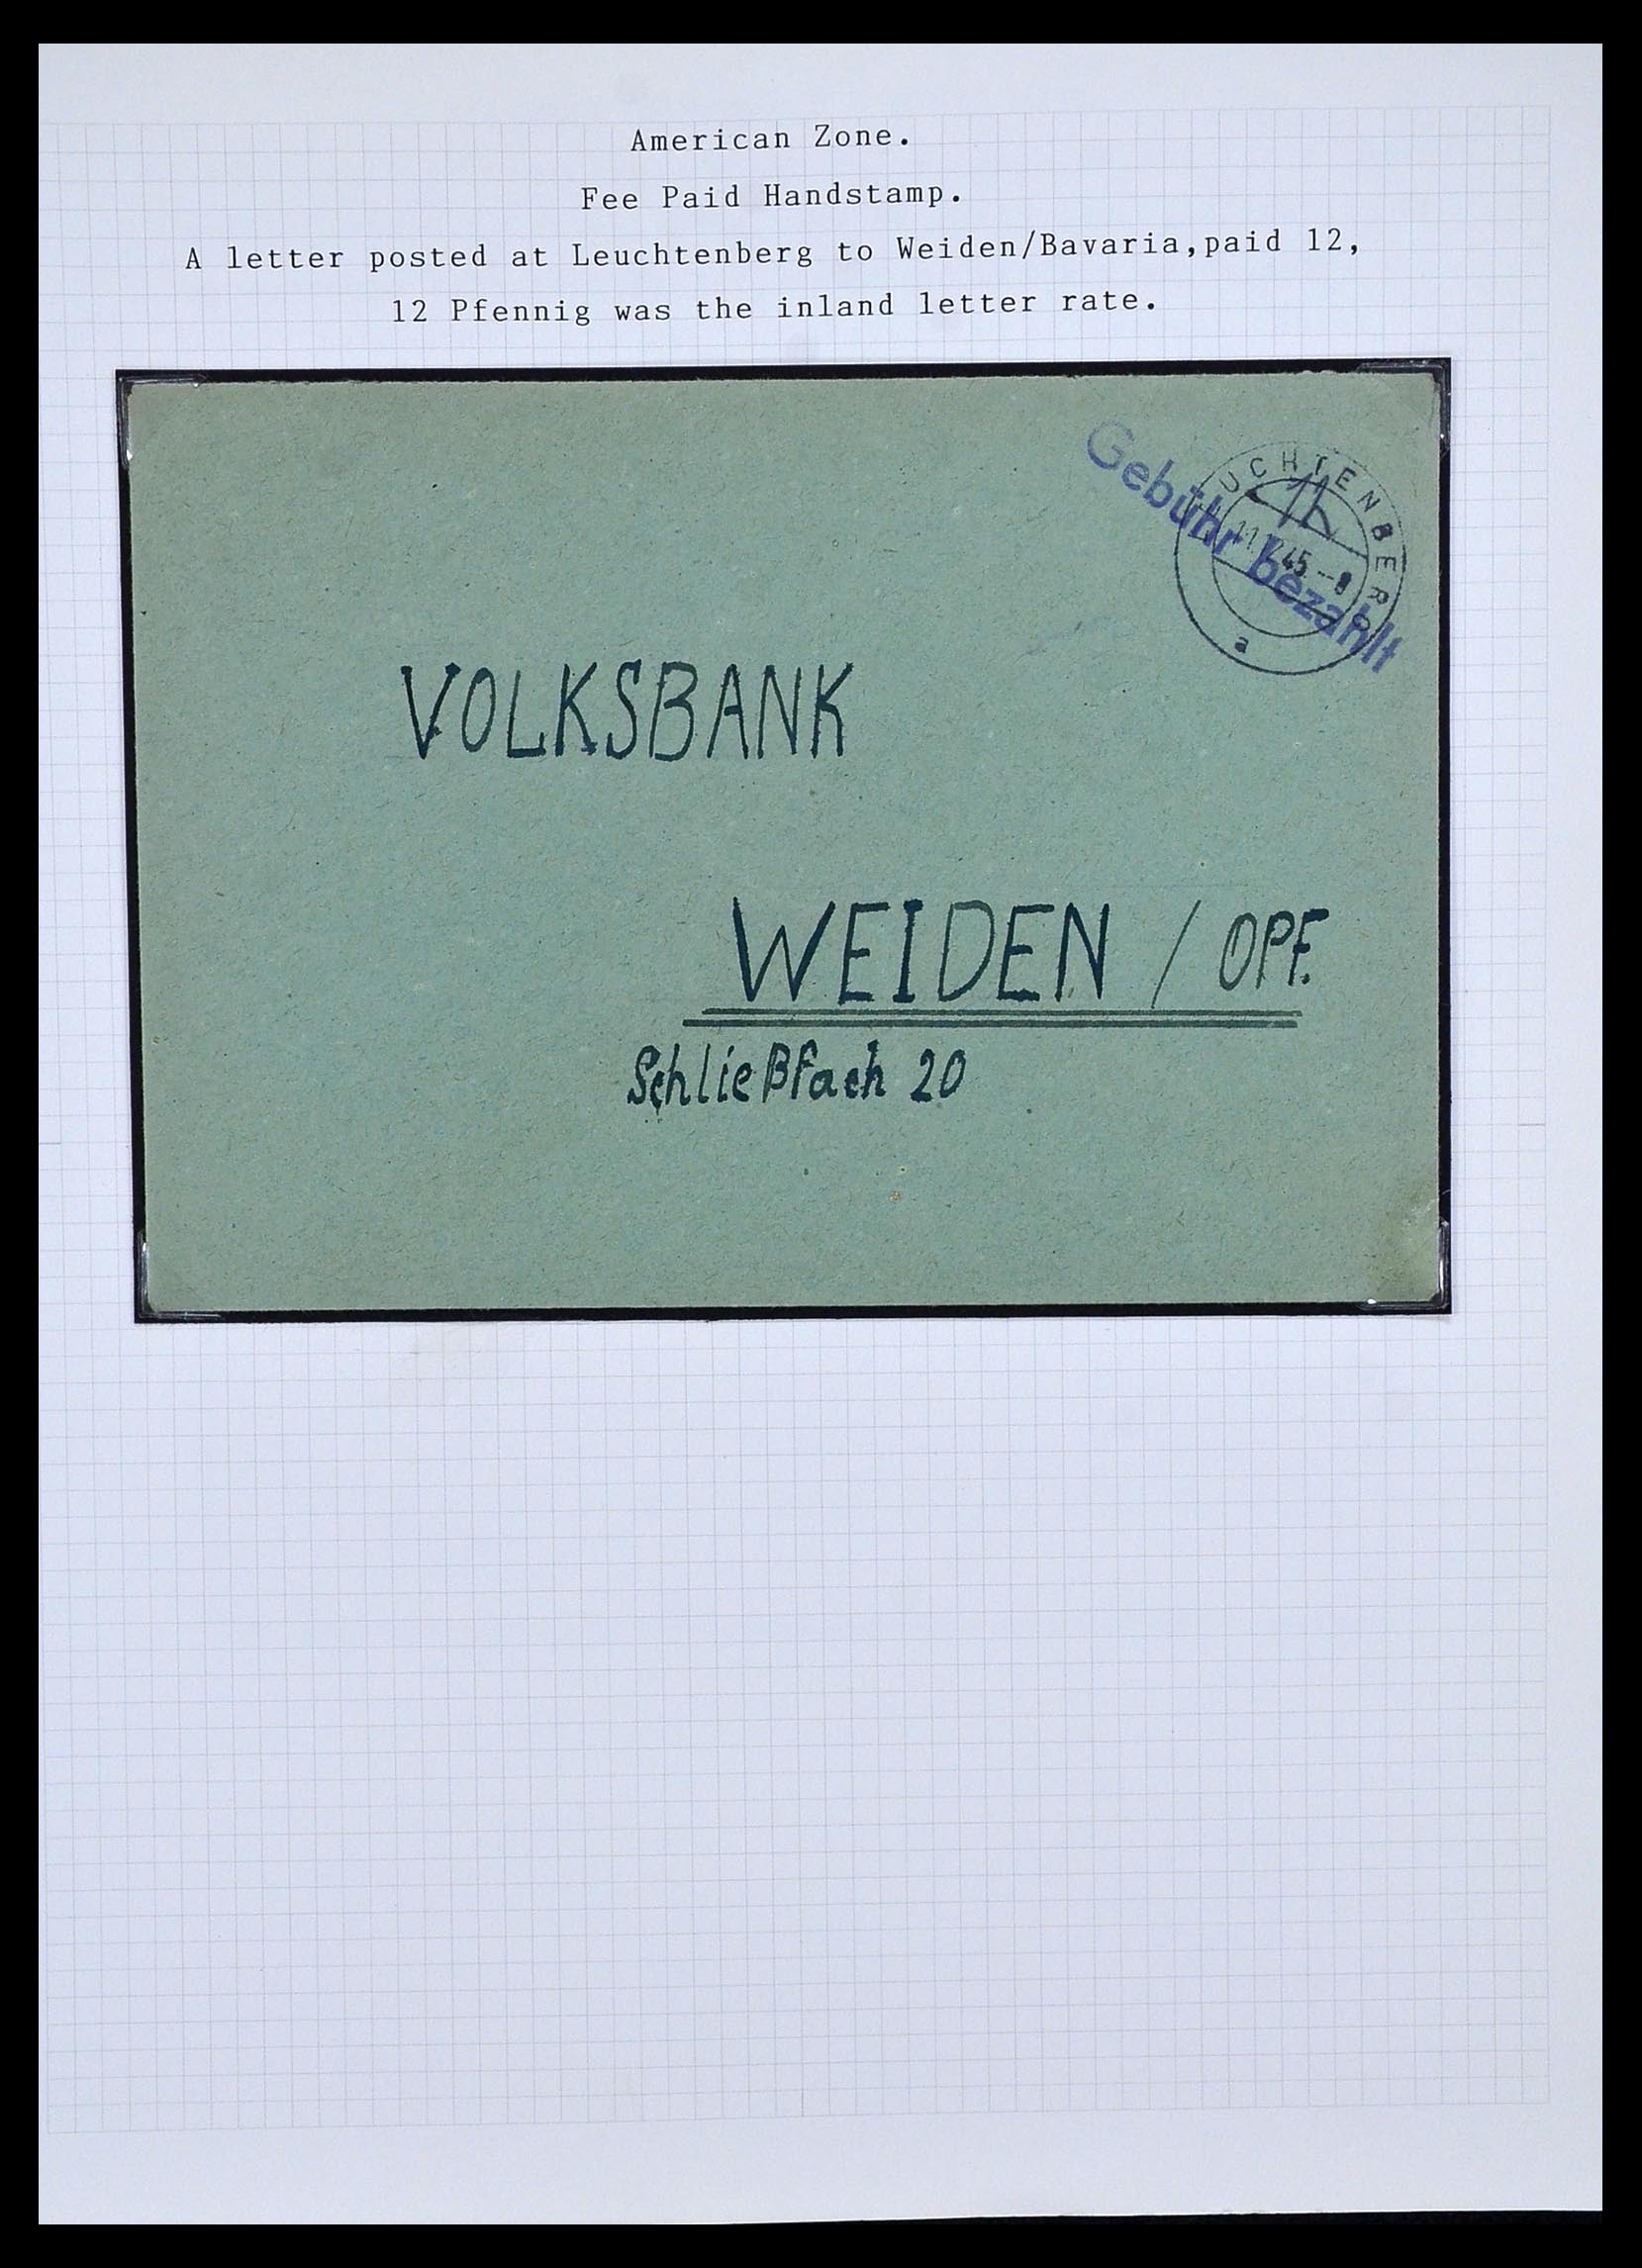 American Zone.
Fee Paid Handstamp.
A letter posted at Leuchtenberg to Weiden/Bavaria,paid 12,
12 Pfennig was the inland letter rate.
Gebühr bezahlt
LEUCHTENBERG
a
VOLKSBANK
WEIDEN / OPF.
Schließfach 20